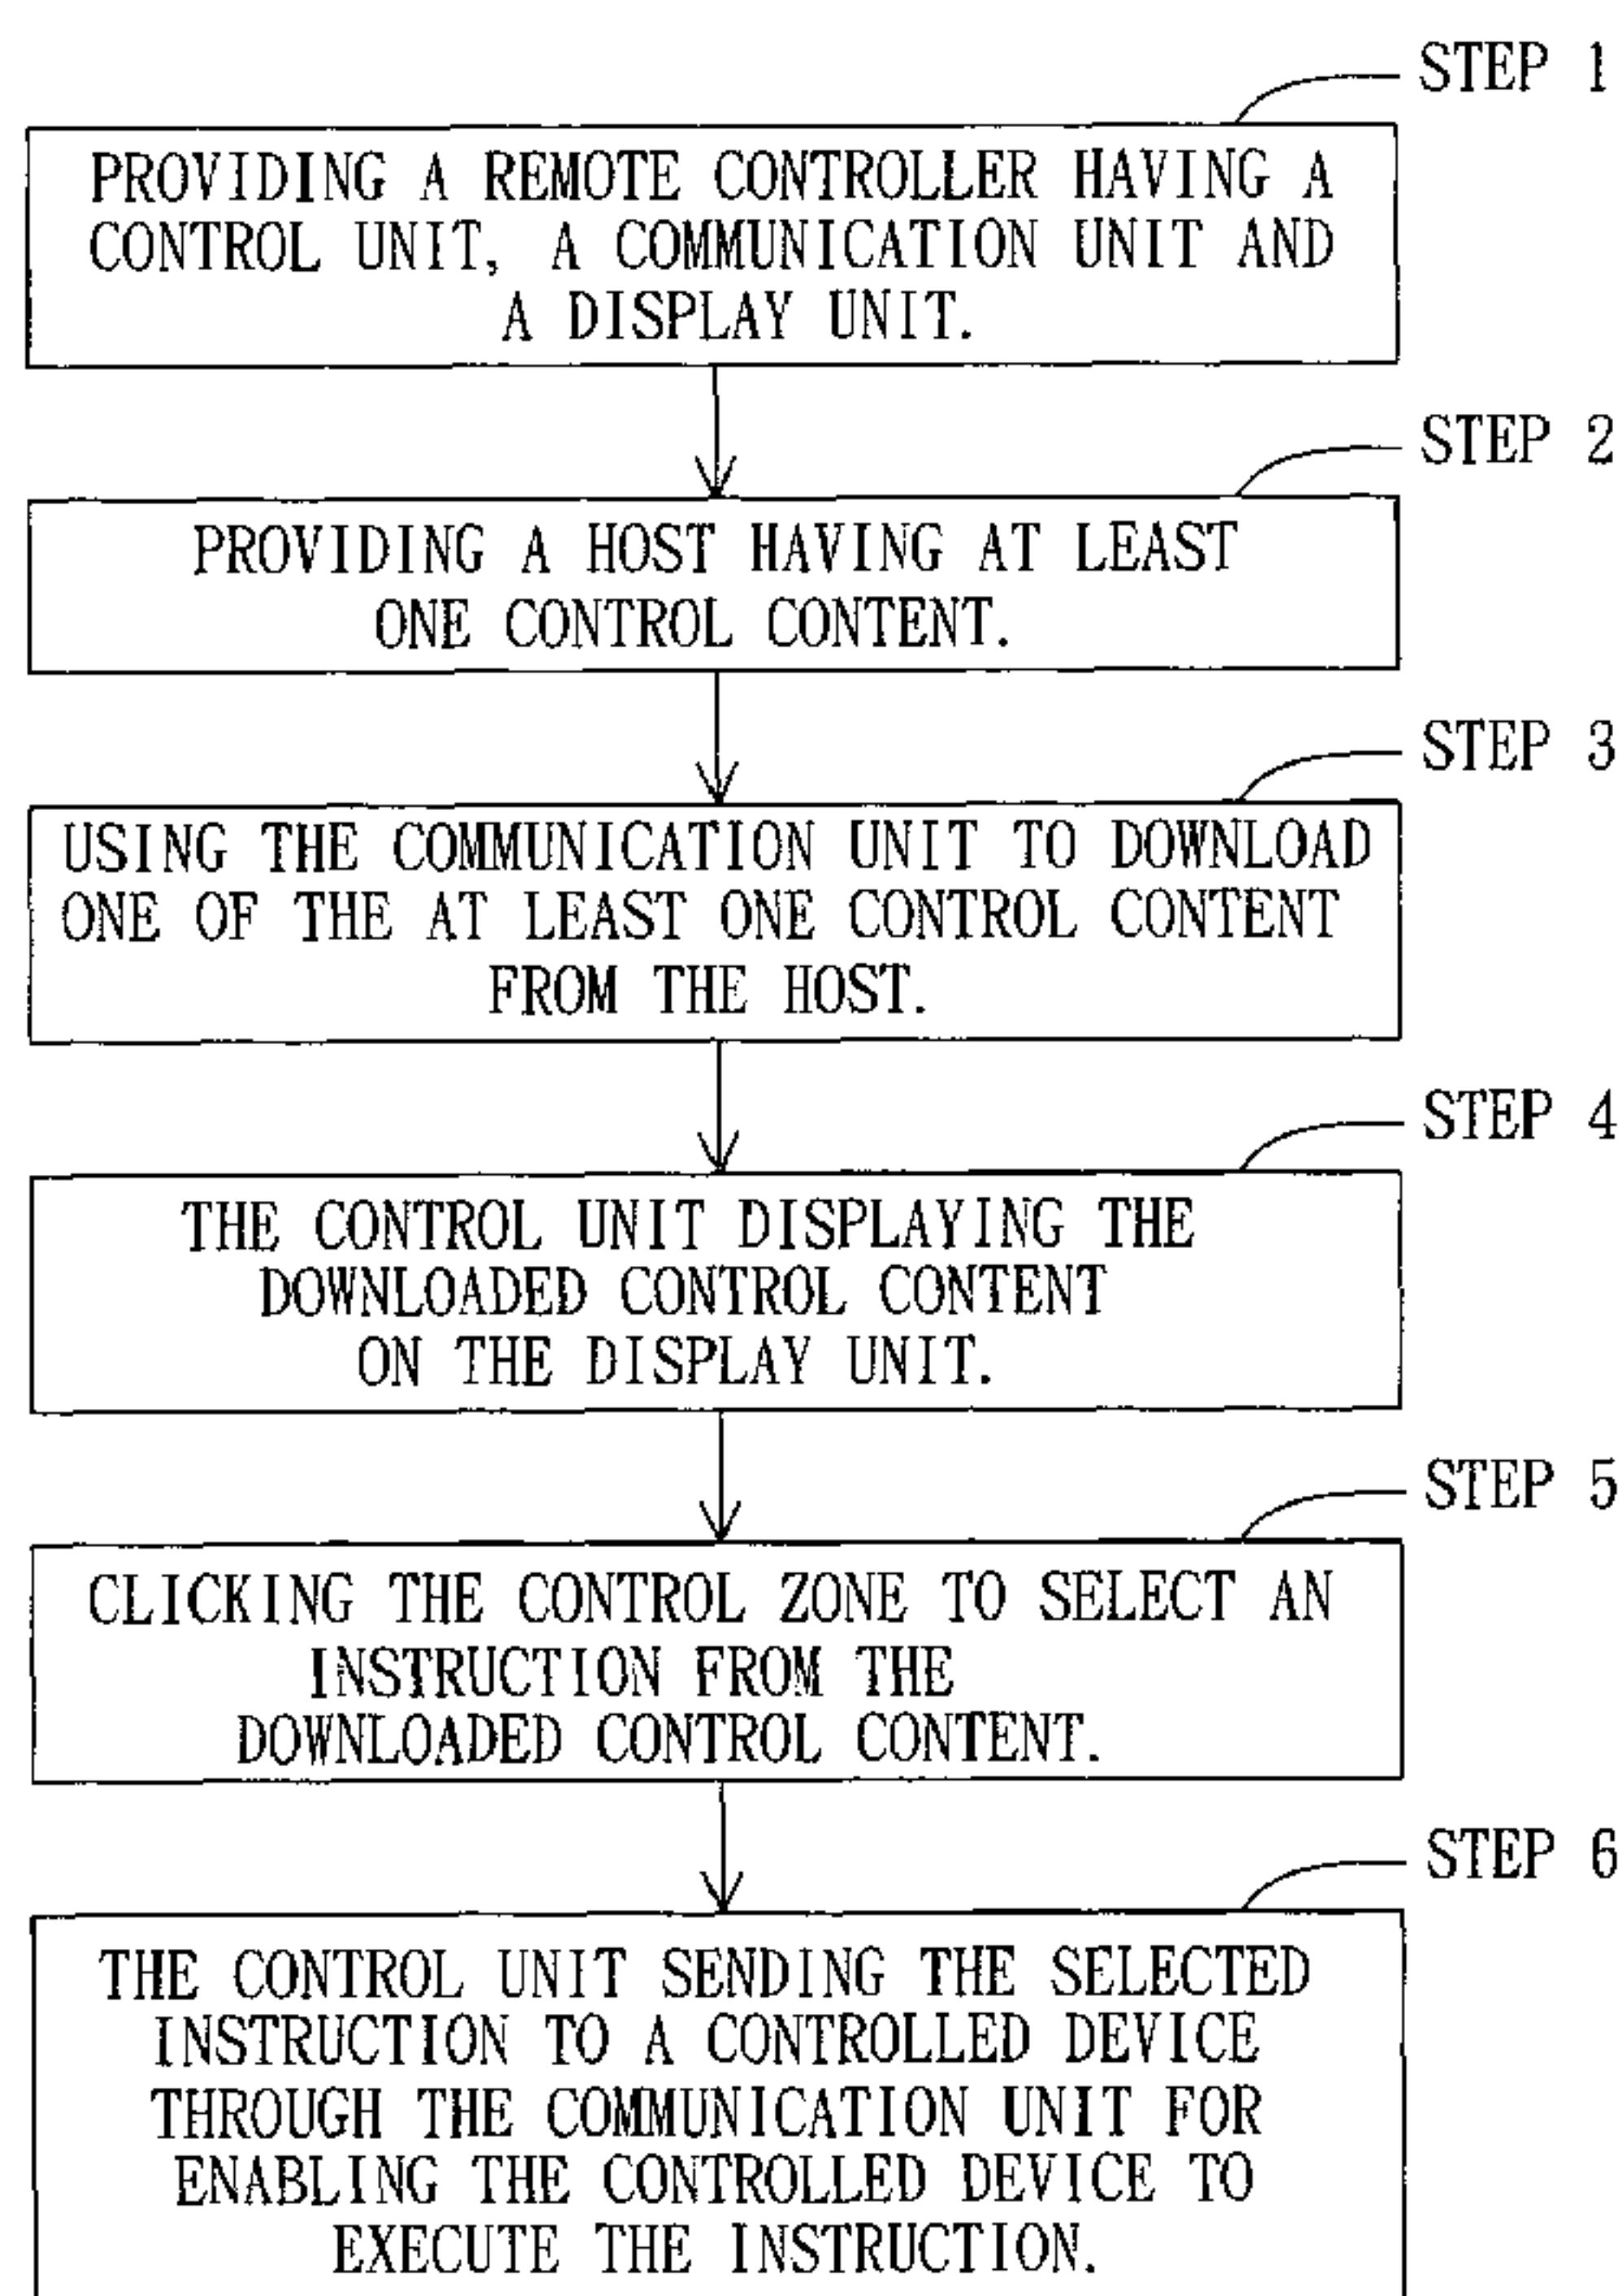 STEP 1
PROVIDING A REMOTE CONTROLLER HAVING A
CONTROL UNIT, A COMMUNICATION UNIT AND
A DISPLAY UNIT.
STEP 2
PROVIDING A HOST HAVING AT LEAST
ONE CONTROL CONTENT.
STEP 3
USING THE COMMUNICATION UNIT TO DOWNLOAD
ONE OF THE AT LEAST ONE CONTROL CONTENT
FROM THE HOST.
STEP 4
THE CONTROL UNIT DISPLAYING THE
DOWNLOADED CONTROL CONTENT
ON THE DISPLAY UNIT.
STEP 5
CLICKING THE CONTROL ZONE TO SELECT AN
INSTRUCTION FROM THE
DOWNLOADED CONTROL CONTENT.
STEP 6
THE CONTROL UNIT SENDING THE SELECTED
INSTRUCTION TO A CONTROLLED DEVICE
THROUGH THE COMMUNICATION UNIT FOR
ENABLING THE CONTROLLED DEVICE TO
EXECUTE THE INSTRUCTION.